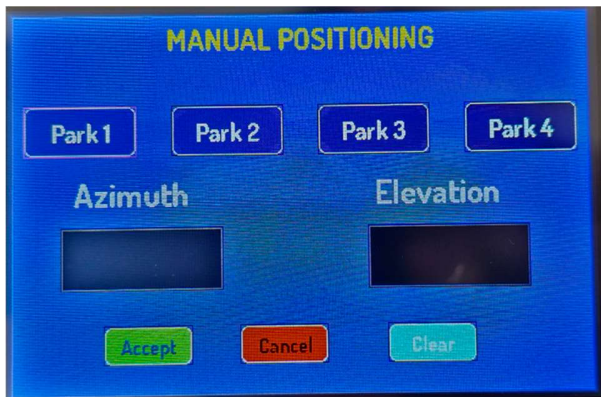 MANUAL POSITIONING
Park 1 Park 2 Park 3 Park 4
Azimuth Elevation
Accept Cancel Clear